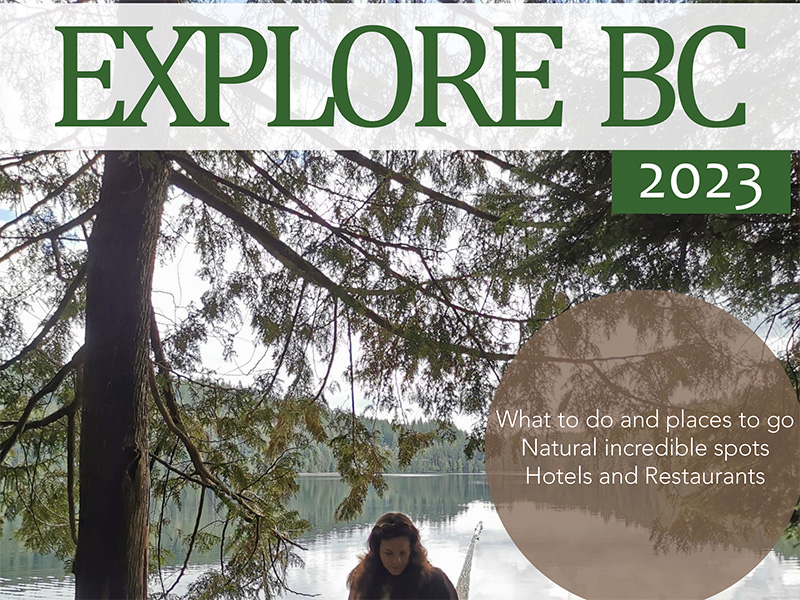 EXPLORE BC
2023
What to do and places to go
Natural incredible spots
Hotels and Restaurants